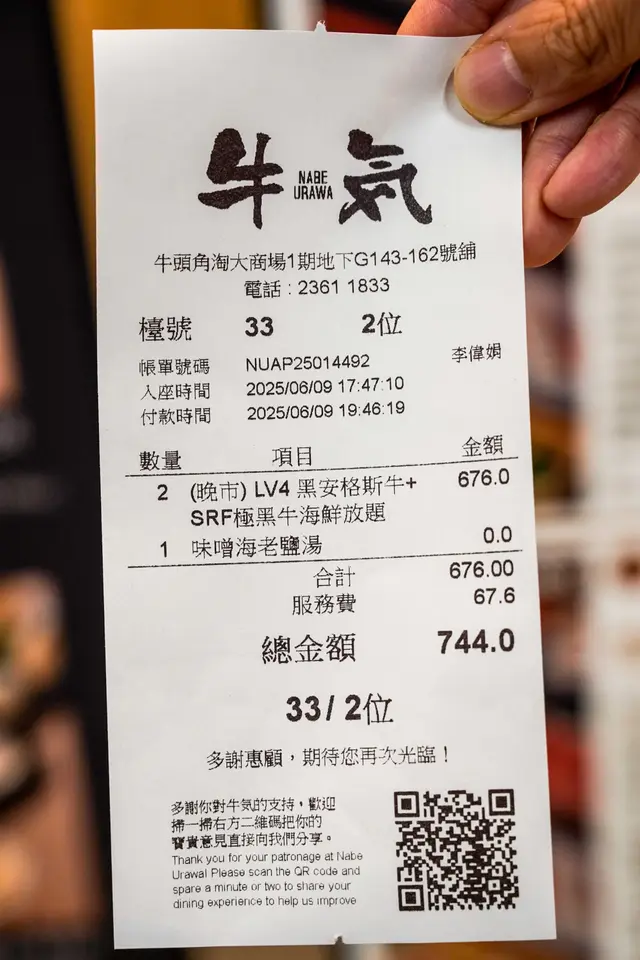 牛気
NABE
URAWA
牛頭角淘大商場1期地下G143-162號舖
電話 : 2361 1833
檯號 33 2位
帳單號碼 NUAP25014492 李偉娟
入座時間 2025/06/09 17:47:10
付款時間 2025/06/09 19:46:19
數量 項目 金額
2 (晚市) LV4 黑安格斯牛+ 676.0
SRF極黑牛海鮮放題
1 味噌海老鹽湯 0.0
合計 676.00
服務費 67.6
總金額 744.0
33/ 2位
多謝惠顧，期待您再次光臨！
多謝你對牛気的支持，歡迎
掃一掃右方二維碼把你的
寶貴意見直接向我們分享。
Thank you for your patronage at Nabe
Urawa! Please scan the QR code and
spare a minute or two to share your
dining experience to help us improve